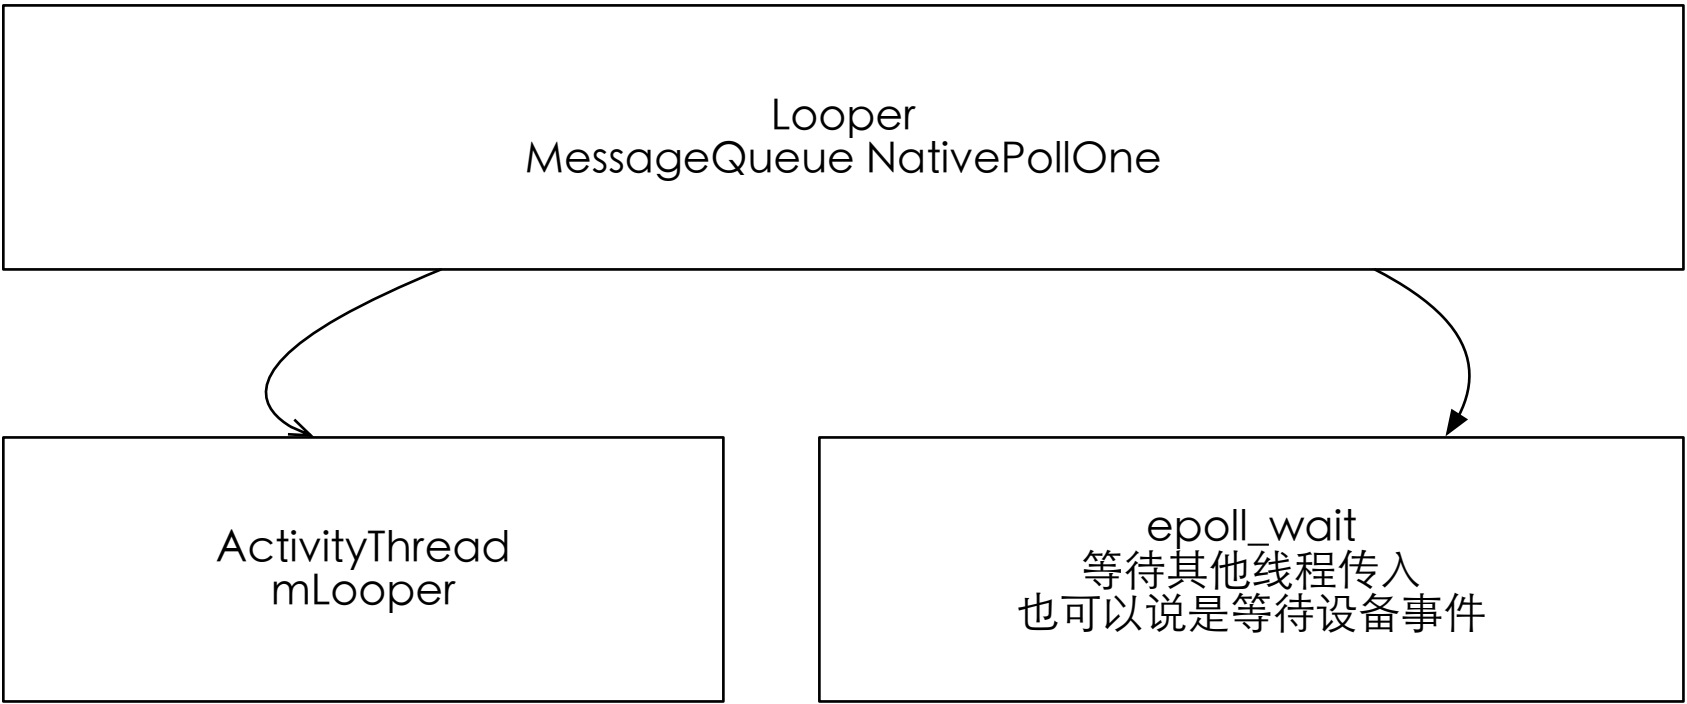 Looper
MessageQueue NativePollOne
ActivityThread
mLooper
epoll_wait
等待其他线程传入
也可以说是等待设备事件